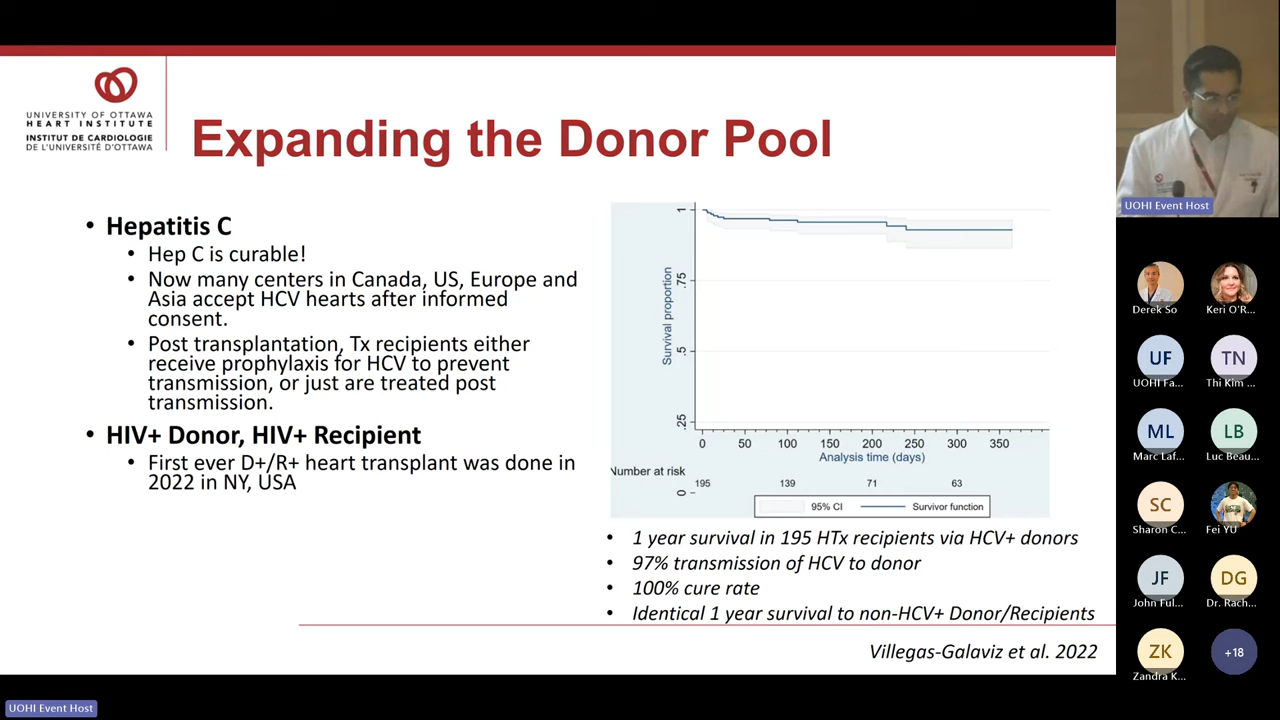 UNIVERSITY OF OTTAWA
HEART INSTITUTE
INSTITUT DE CARDIOLOGIE
DE L'UNIVERSITÉ D'OTTAWA
Expanding the Donor Pool
• Hepatitis C
• Hep C is curable!
• Now many centers in Canada, US, Europe and
Asia accept HCV hearts after informed
consent.
• Post transplantation, Tx recipients either
receive prophylaxis for HCV to prevent
transmission, or just are treated post
transmission.
• HIV+ Donor, HIV+ Recipient
• First ever D+/R+ heart transplant was done in
2022 in NY, USA
Survival proportion
1
.75
.5
.25
0
0 50 100 150 200 250 300 350
Analysis time (days)
Number at risk
195 139 71 63
95% CI Survivor function
• 1 year survival in 195 HTx recipients via HCV+ donors
• 97% transmission of HCV to donor
• 100% cure rate
• Identical 1 year survival to non-HCV+ Donor/Recipients
Villegas-Galaviz et al. 2022
UOHI Event Host
Derek So
Keri O'R...
UF
UOHI Fa...
TN
Thi Kim ...
ML
Marc Laf...
LB
Luc Beau...
SC
Sharon C...
Fei YU
JF
John Ful...
DG
Dr. Rach...
ZK
Zandra K...
+18
UOHI Event Host